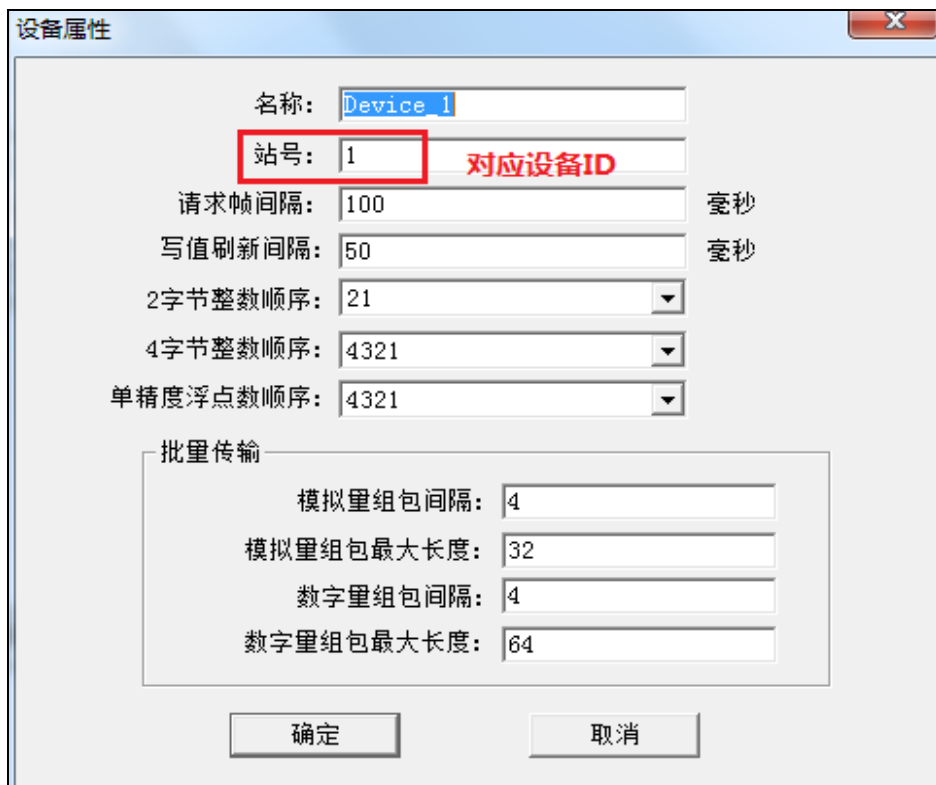 设备属性
名称： Device_1
站号： 1 对应设备ID
请求帧间隔： 100 毫秒
写值刷新间隔： 50 毫秒
2字节整数顺序： 21
4字节整数顺序： 4321
单精度浮点数顺序： 4321
批量传输
模拟量组包间隔： 4
模拟量组包最大长度： 32
数字量组包间隔： 4
数字量组包最大长度： 64
确定 取消